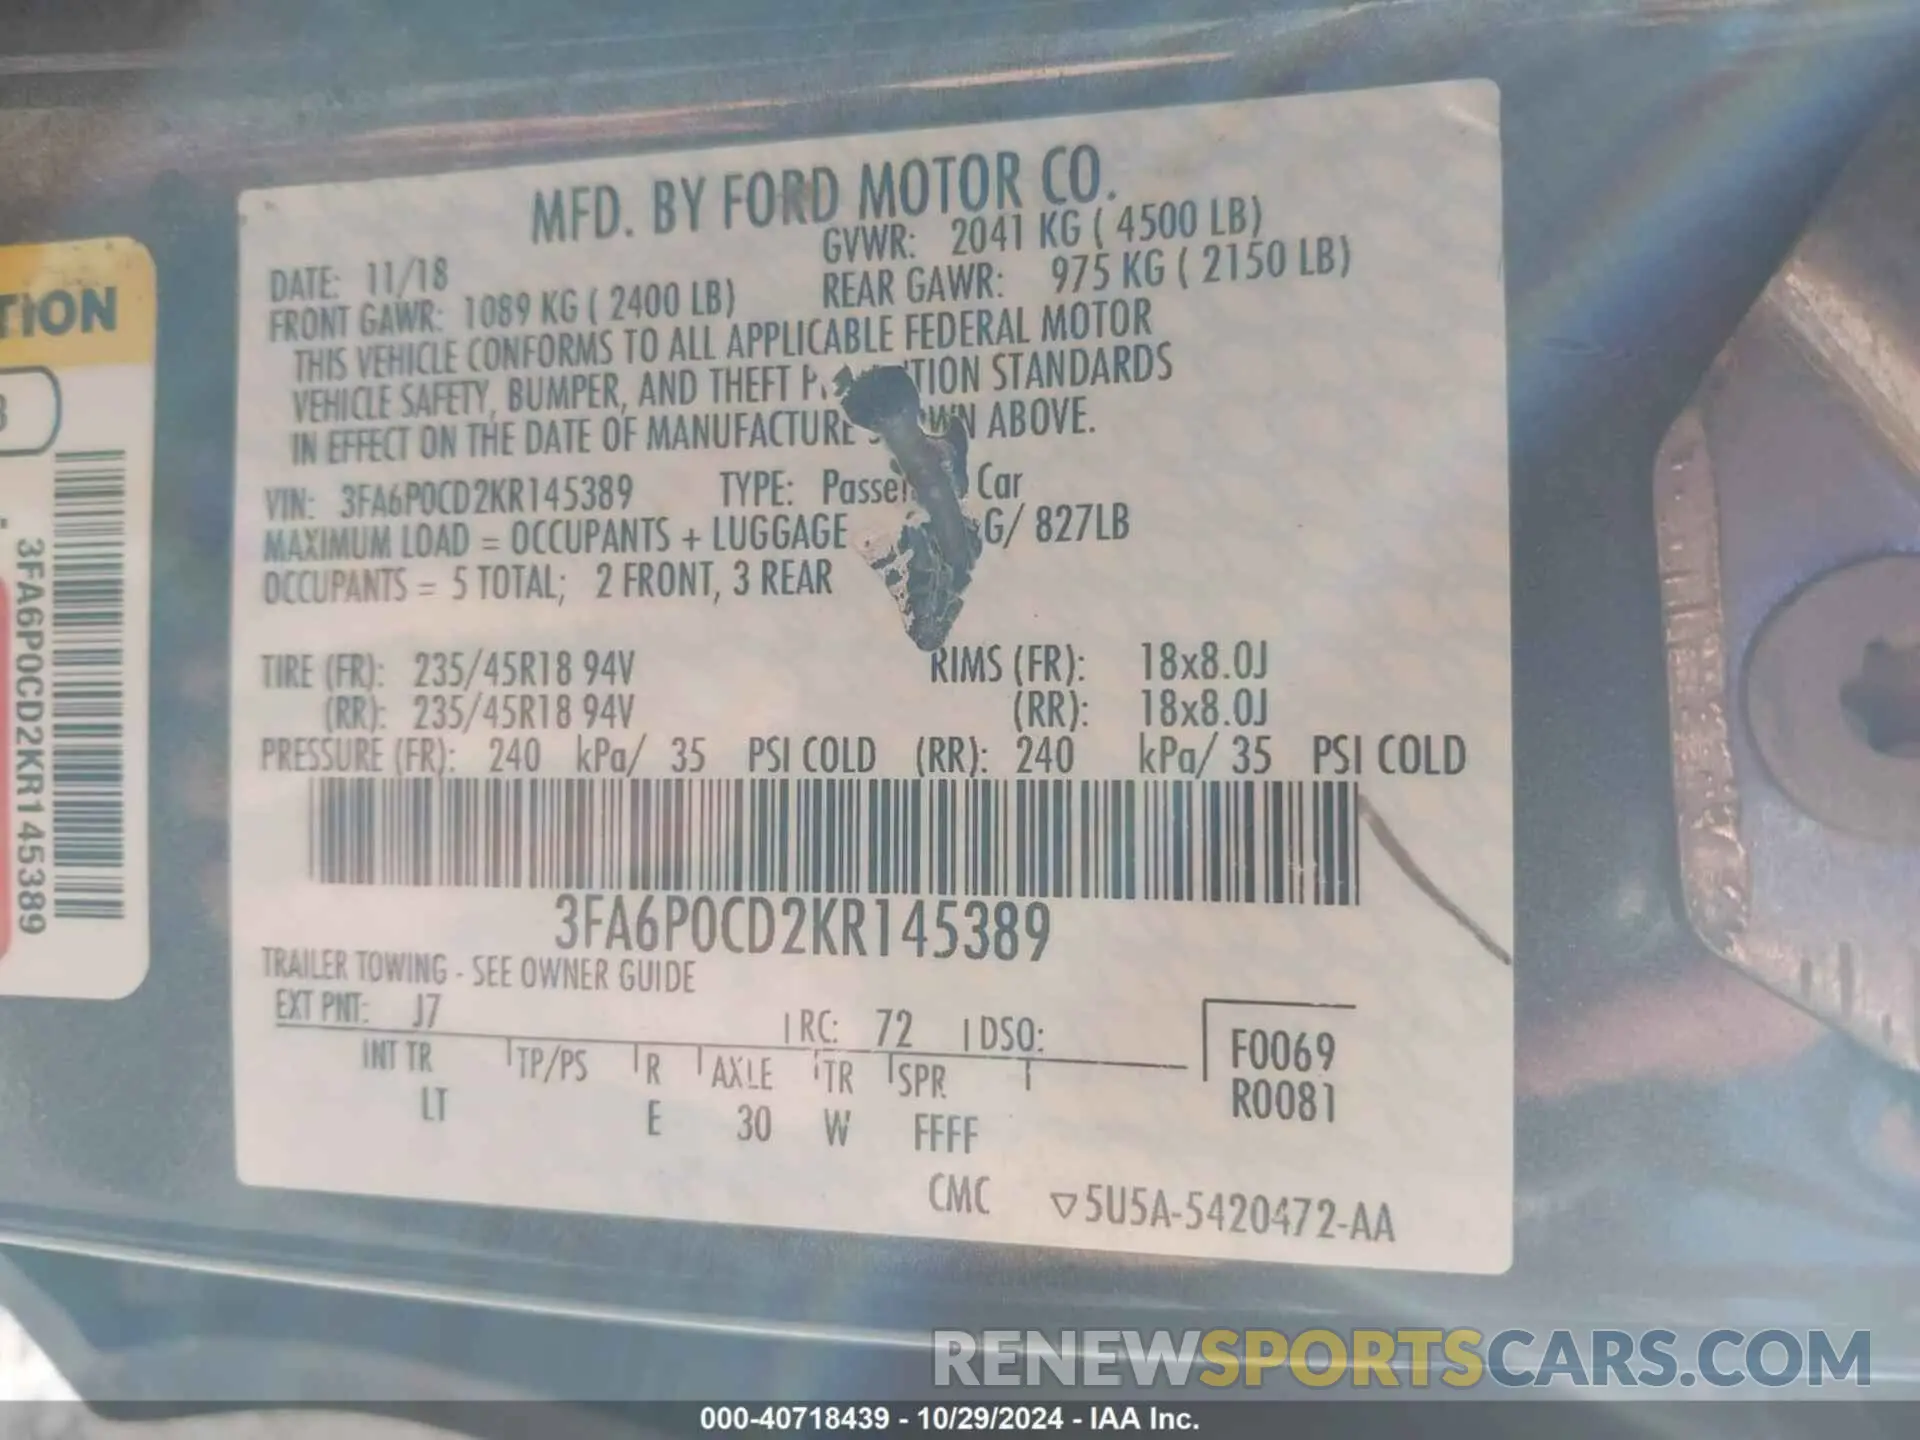 MFD. BY FORD MOTOR CO.
DATE: 11/18 GVWR: 2041 KG ( 4500 LB)
FRONT GAWR: 1089 KG ( 2400 LB) REAR GAWR: 975 KG ( 2150 LB)
THIS VEHICLE CONFORMS TO ALL APPLICABLE FEDERAL MOTOR
VEHICLE SAFETY, BUMPER, AND THEFT STANDARDS
IN EFFECT ON THE DATE OF MANUFACTURE ABOVE.
VIN: 3FA6P0CD2KR145389 TYPE: Car
MAXIMUM LOAD = OCCUPANTS + LUGGAGE 827LB
OCCUPANTS = 5 TOTAL; 2 FRONT, 3 REAR
TIRE (FR): 235/45R18 94V RIMS (FR): 18x8.0J
(RR): 235/45R18 94V (RR): 18x8.0J
PRESSURE (FR): 240 kPa/ 35 PSI COLD (RR): 240 kPa/ 35 PSI COLD
3FA6P0CD2KR145389
TRAILER TOWING - SEE OWNER GUIDE
EXT PNT: J7 RC: 72 DSO:
INT TR TP/PS R AXLE TR SPR
LT E 30 W FFFF
F0069
R0081
CMC ▽5U5A-5420472-AA
3FA6P0CD2KR145389
RENEWSPORTSCARS.COM
000-40718439 - 10/29/2024 - IAA Inc.